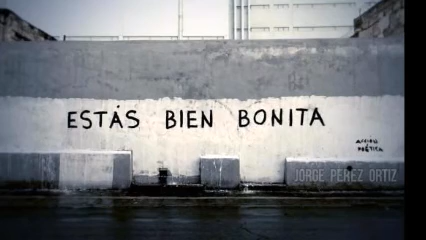 ESTÁS BIEN BONITA
ACCIÓN
POÉTICA
JORGE PÉREZ ORTIZ